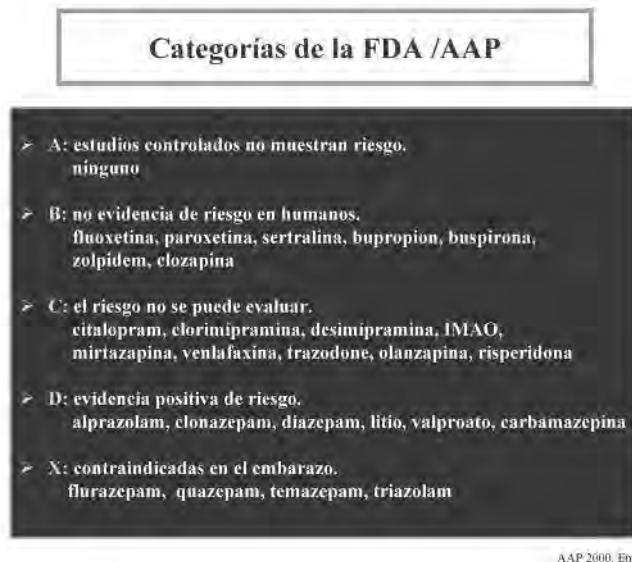 Categorías de la FDA /AAP
➢ A: estudios controlados no muestran riesgo.
ninguno
➢ B: no evidencia de riesgo en humanos.
fluoxetina, paroxetina, sertralina, bupropion, buspirona,
zolpidem, clozapina
➢ C: el riesgo no se puede evaluar.
citalopram, clorimipramina, desimipramina, IMAO,
mirtazapina, venlafaxina, trazodone, olanzapina, risperidona
➢ D: evidencia positiva de riesgo.
alprazolam, clonazepam, diazepam, litio, valproato, carbamazepina
➢ X: contraindicadas en el embarazo.
flurazepam, quazepam, temazepam, triazolam
AAP 2000. En